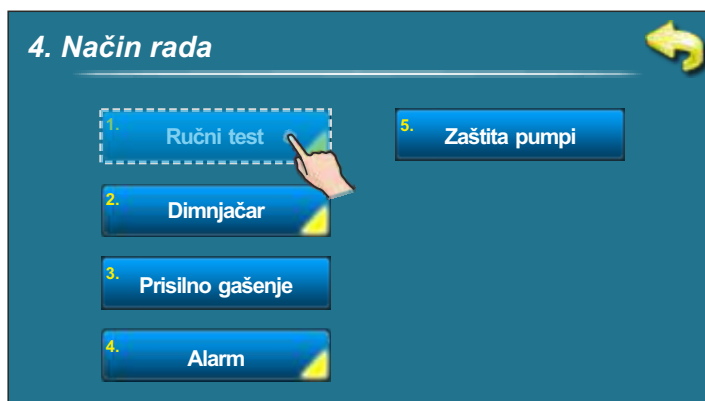 4. Način rada
1. Ručni test
2. Dimnjačar
3. Prisilno gašenje
4. Alarm
5. Zaštita pumpi